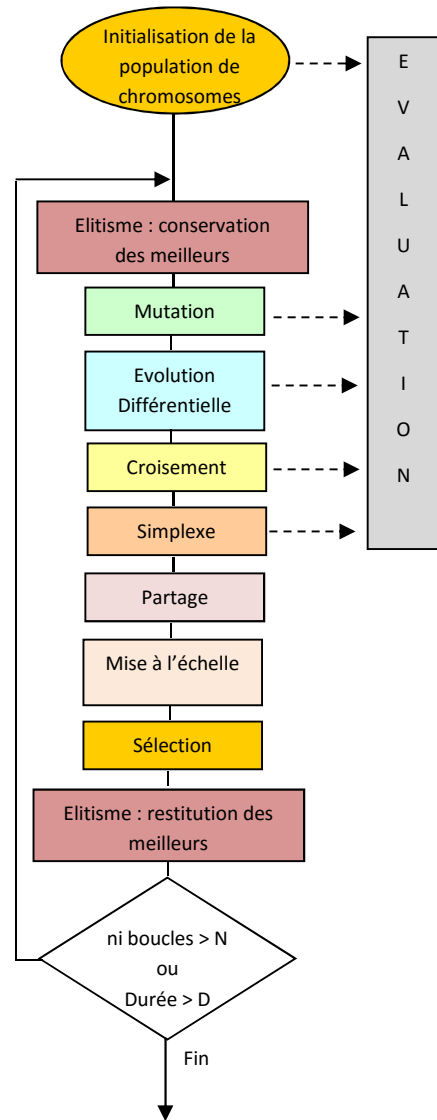 Initialisation de la
population de
chromosomes
E
V
A
L
U
A
T
I
O
N
Elitisme : conservation
des meilleurs
Mutation
Evolution
Différentielle
Croisement
Simplexe
Partage
Mise à l’échelle
Sélection
Elitisme : restitution des
meilleurs
ni boucles > N
ou
Durée > D
Fin